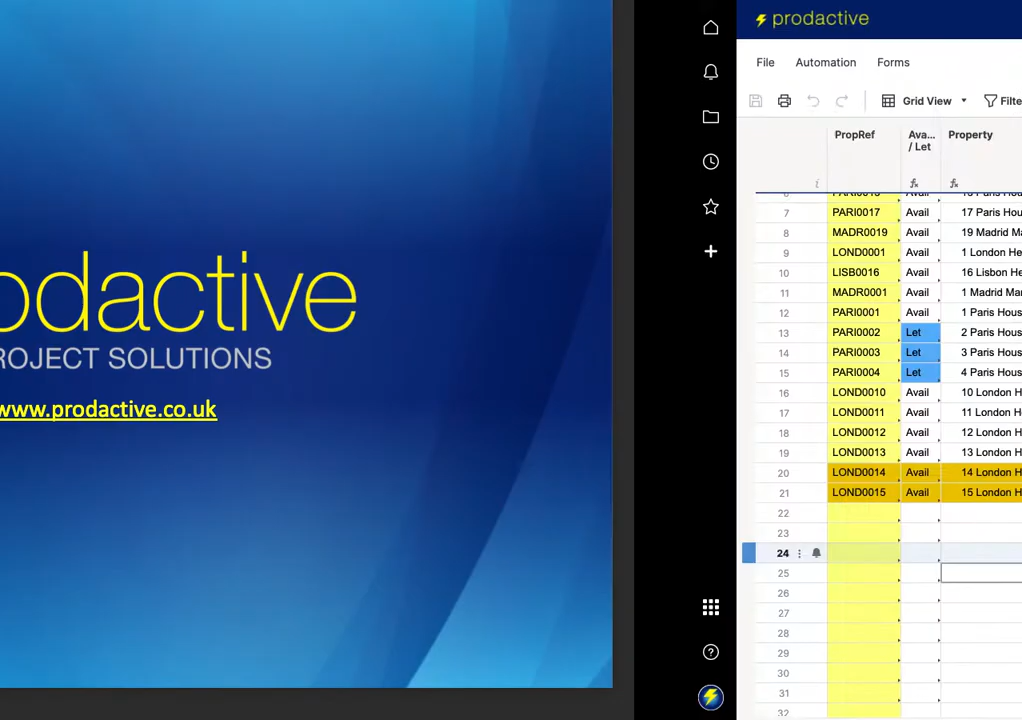 odactive
ROJECT SOLUTIONS
www.prodactive.co.uk
prodactive
File Automation Forms
Grid View Filte
PropRef Ava... / Let Property
7 PARI0017 Avail 17 Paris Hou
8 MADR0019 Avail 19 Madrid Ma
9 LOND0001 Avail 1 London He
10 LISB0016 Avail 16 Lisbon He
11 MADR0001 Avail 1 Madrid Mar
12 PARI0001 Avail 1 Paris Hous
13 PARI0002 Let 2 Paris Hous
14 PARI0003 Let 3 Paris Hous
15 PARI0004 Let 4 Paris Hous
16 LOND0010 Avail 10 London H
17 LOND0011 Avail 11 London H
18 LOND0012 Avail 12 London H
19 LOND0013 Avail 13 London H
20 LOND0014 Avail 14 London H
21 LOND0015 Avail 15 London H
22
23
24
25
26
27
28
29
30
31
32